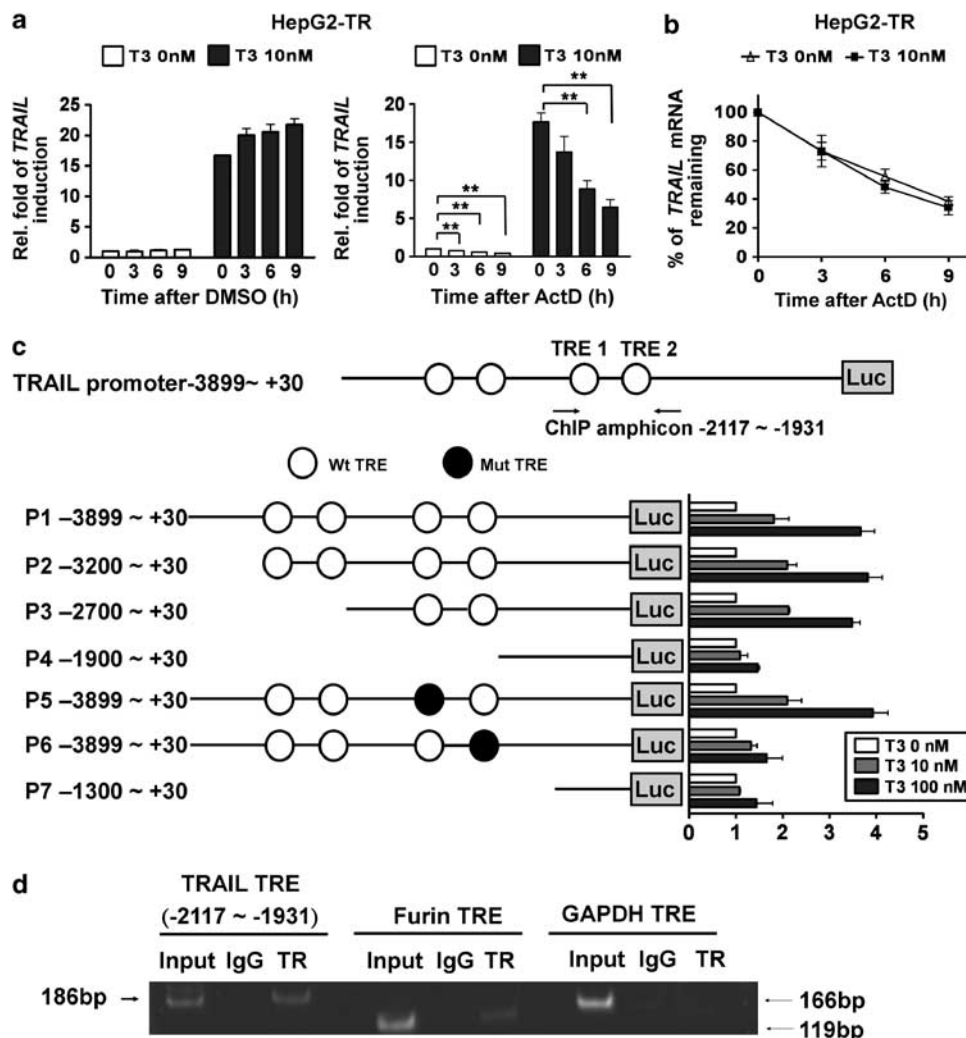 a
HepG2-TR
T3 0nM T3 10nM
Rel. fold of TRAIL induction
25
20
15
10
5
0
0 3 6 9 0 3 6 9
Time after DMSO (h)
T3 0nM T3 10nM
Rel. fold of TRAIL induction
20
15
10
5
0
** ** ** ** **
0 3 6 9 0 3 6 9
Time after ActD (h)
b
HepG2-TR
T3 0nM T3 10nM
% of TRAIL mRNA remaining
100
80
60
40
20
0
0 3 6 9
Time after ActD (h)
c
TRE 1 TRE 2
TRAIL promoter-3899~ +30 Luc
ChIP amphicon -2117 ~ -1931
Wt TRE Mut TRE
P1 –3899 ~ +30 Luc
P2 –3200 ~ +30 Luc
P3 –2700 ~ +30 Luc
P4 –1900 ~ +30 Luc
P5 –3899 ~ +30 Luc
P6 –3899 ~ +30 Luc
P7 –1300 ~ +30 Luc
T3 0 nM
T3 10 nM
T3 100 nM
0 1 2 3 4 5
d
TRAIL TRE
(-2117 ~ -1931) Furin TRE GAPDH TRE
Input IgG TR Input IgG TR Input IgG TR
186bp 166bp
119bp